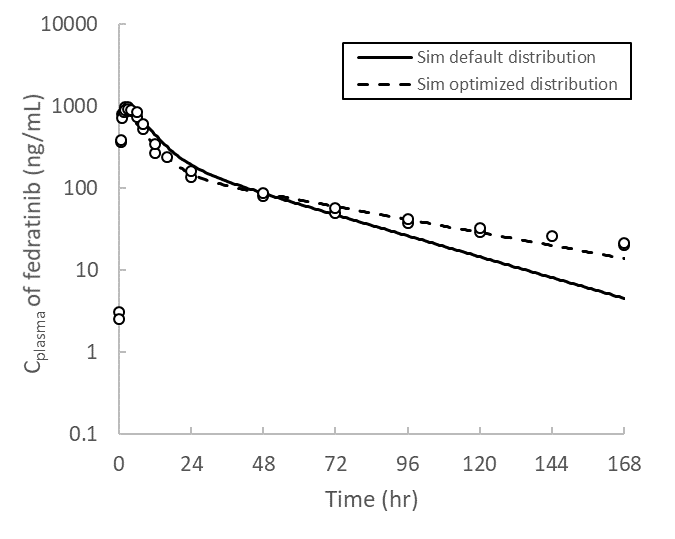 10000
1000
100
10
1
0.1
Cplasma of fedratinib (ng/mL)
Sim default distribution
Sim optimized distribution
0 24 48 72 96 120 144 168
Time (hr)